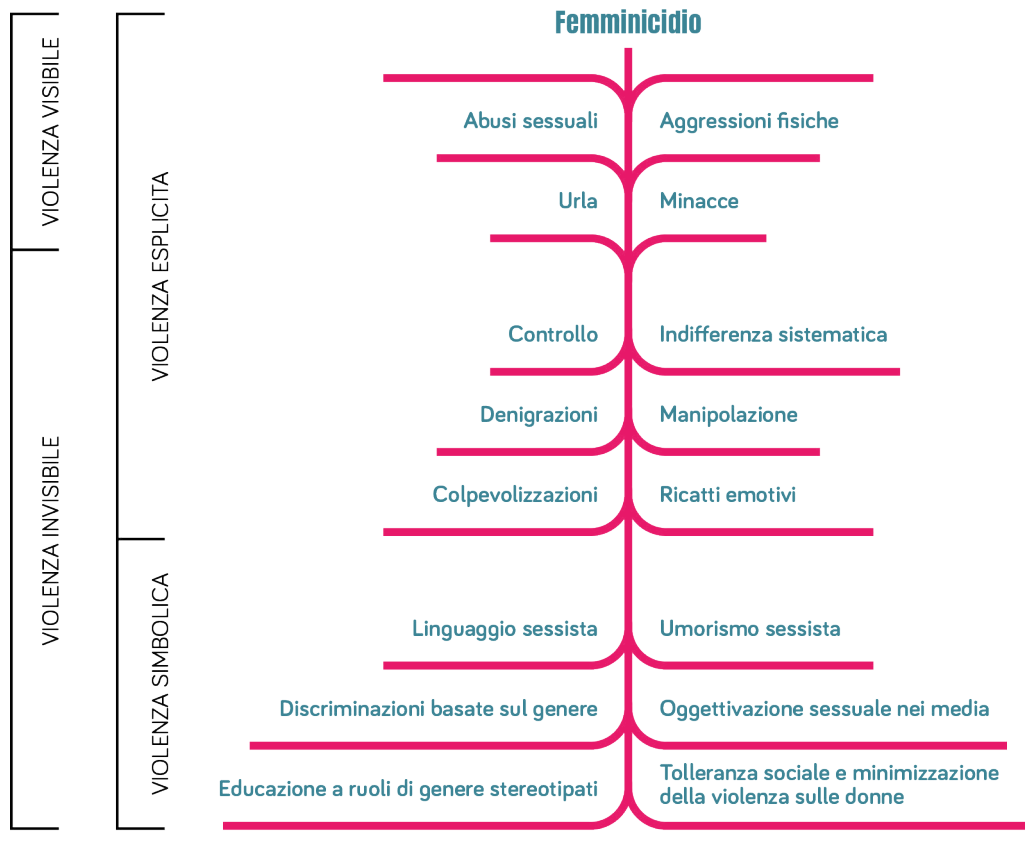 Femminicidio
VIOLENZA VISIBILE
VIOLENZA ESPLICITA
Abusi sessuali
Aggressioni fisiche
Urla
Minacce
VIOLENZA INVISIBILE
Controllo
Indifferenza sistematica
Denigrazioni
Manipolazione
Colpevolizzazioni
Ricatti emotivi
VIOLENZA SIMBOLICA
Linguaggio sessista
Umorismo sessista
Discriminazioni basate sul genere
Oggettivazione sessuale nei media
Educazione a ruoli di genere stereotipati
Tolleranza sociale e minimizzazione
della violenza sulle donne